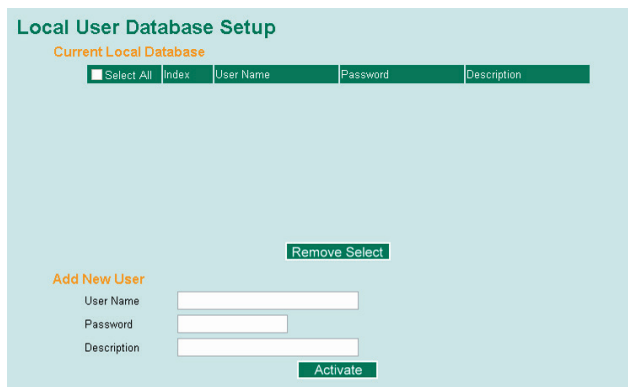 Local User Database Setup
Current Local Database
Select All Index User Name Password Description
Remove Select
Add New User
User Name
Password
Description
Activate